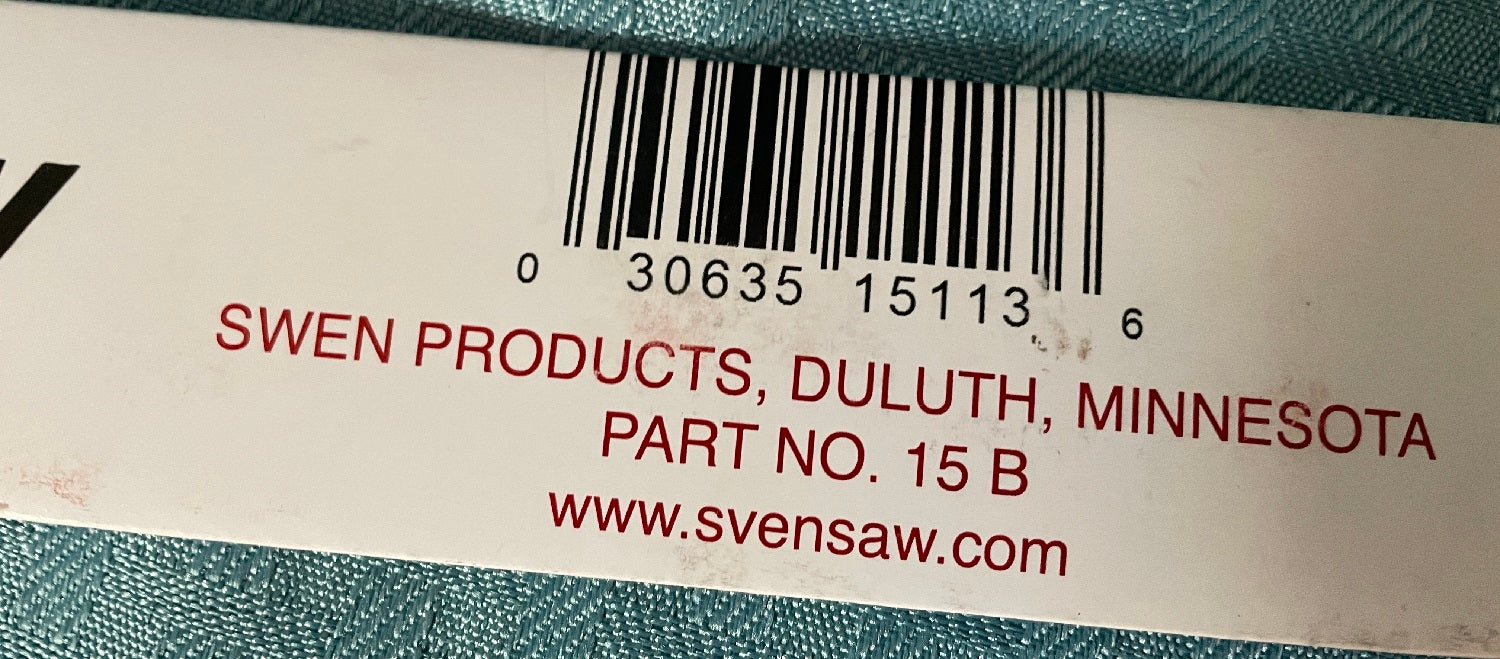 0 30635 15113 6
SWEN PRODUCTS, DULUTH, MINNESOTA
PART NO. 15 B
www.svensaw.com